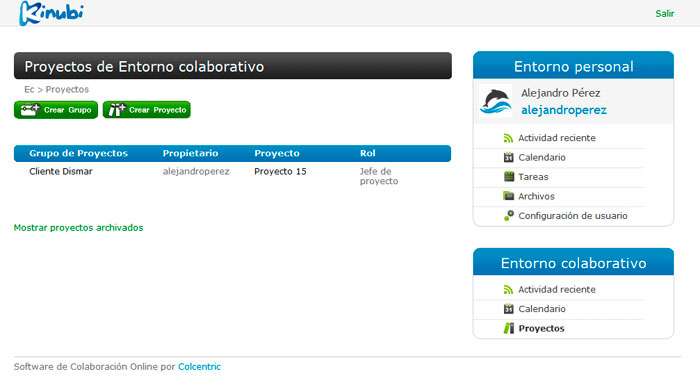 Kinubi
Salir
Proyectos de Entorno colaborativo
Ec > Proyectos
Crear Grupo
Crear Proyecto
Grupo de Proyectos Propietario Proyecto Rol
Cliente Dismar alejandroperez Proyecto 15 Jefe de
proyecto
Mostrar proyectos archivados
Entorno personal
Alejandro Pérez
alejandroperez
Actividad reciente
31 Calendario
Tareas
Archivos
Configuración de usuario
Entorno colaborativo
Actividad reciente
31 Calendario
Proyectos
Software de Colaboración Online por Colcentric